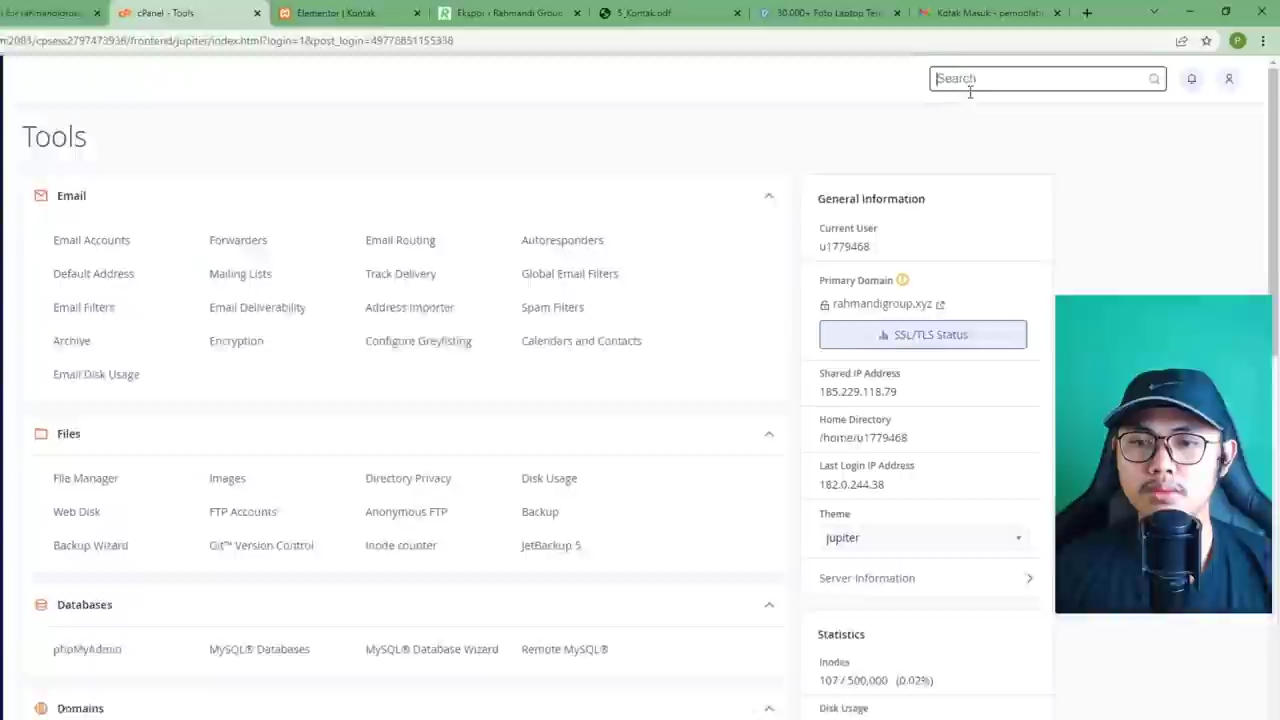 cPanel - Tools
Elementor | Kontak
Ekspor ‹ Rahmandi Group
5_Kontak.pdf
30.000+ Foto Laptop Ter
Kotak Masuk -
frontend/jupiter/index.html?login=1&post_login=49778851155338
P
Search
Tools
Email
Email Accounts Forwarders Email Routing Autoresponders
Default Address Mailing Lists Track Delivery Global Email Filters
Email Filters Email Deliverability Address Importer Spam Filters
Archive Encryption Configure Greylisting Calendars and Contacts
Email Disk Usage
Files
File Manager Images Directory Privacy Disk Usage
Web Disk FTP Accounts Anonymous FTP Backup
Backup Wizard Git™ Version Control Inode counter JetBackup 5
Databases
phpMyAdmin MySQL® Databases MySQL® Database Wizard Remote MySQL®
Domains
General Information
Current User
u1779468
Primary Domain
rahmandigroup.xyz
SSL/TLS Status
Shared IP Address
185.229.118.79
Home Directory
/home/u1779468
Last Login IP Address
182.0.244.38
Theme
jupiter
Server Information
Statistics
Inodes
107 / 500,000 (0.02%)
Disk Usage